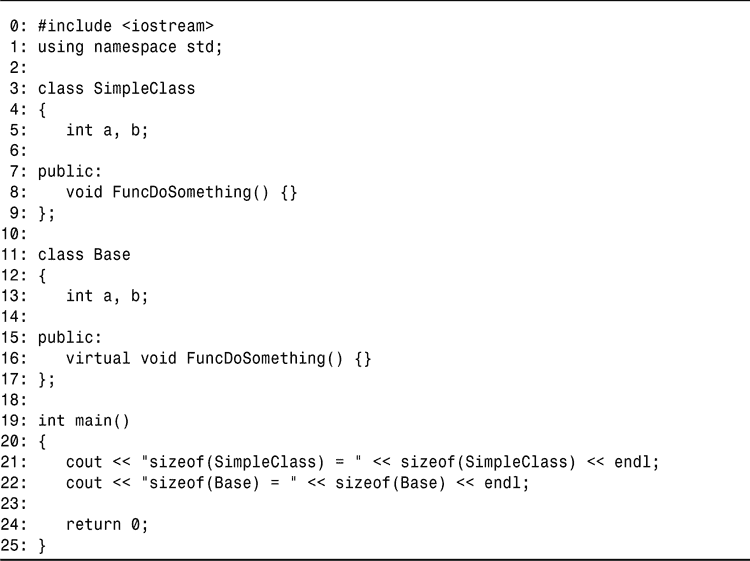 0: #include <iostream>
1: using namespace std;
2:
3: class SimpleClass
4: {
5:    int a, b;
6:
7: public:
8:    void FuncDoSomething() {}
9: };
10:
11: class Base
12: {
13:    int a, b;
14:
15: public:
16:    virtual void FuncDoSomething() {}
17: };
18:
19: int main()
20: {
21:    cout << "sizeof(SimpleClass) = " << sizeof(SimpleClass) << endl;
22:    cout << "sizeof(Base) = " << sizeof(Base) << endl;
23:
24:    return 0;
25: }